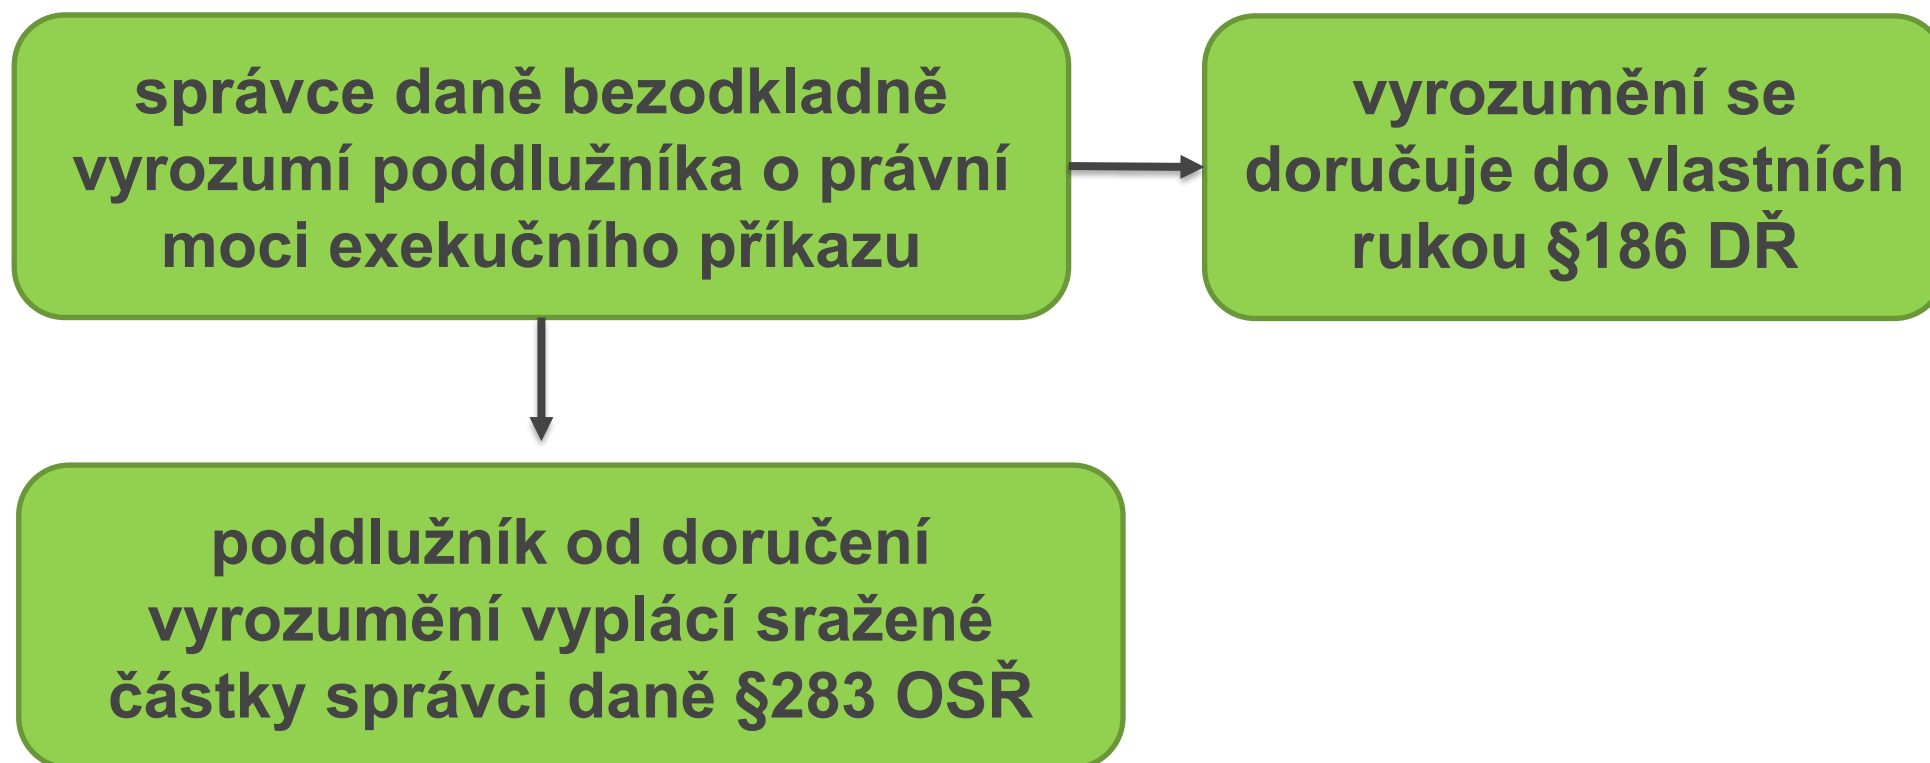 správce daně bezodkladně
vyrozumí poddlužníka o právní
moci exekučního příkazu
vyrozumění se
doručuje do vlastních
rukou §186 DŘ
poddlužník od doručení
vyrozumění vyplácí sražené
částky správci daně §283 OSŘ